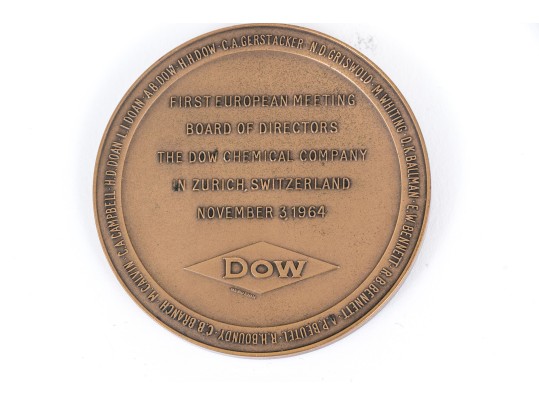 FIRST EUROPEAN MEETING
BOARD OF DIRECTORS
THE DOW CHEMICAL COMPANY
IN ZURICH, SWITZERLAND
NOVEMBER 3, 1964
DOW
A.B.DOW · H.H.DOW · C.A.GERSTACKER · N.D.GRISWOLD · M.WHITING · D.K.BALLMAN · E.W.BENNETT · R.B.BENNETT · A.P.BEUTEL · R.H.BOUNDY · C.B.BRANCH · M.CALVIN · C.A.CAMPBELL · H.D.DOAN · L.I.DOAN